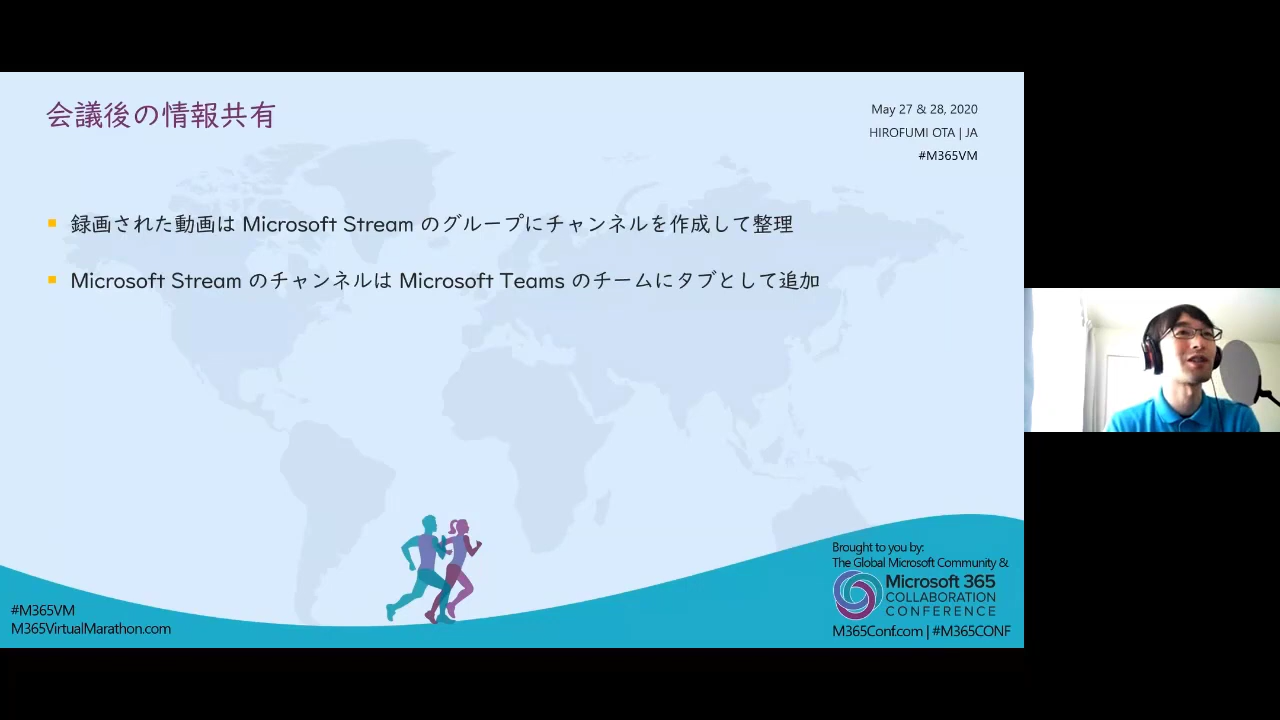 会議後の情報共有
May 27 & 28, 2020
HIROFUMI OTA | JA
#M365VM
録画された動画は Microsoft Stream のグループにチャンネルを作成して整理
Microsoft Stream のチャンネルは Microsoft Teams のチームにタブとして追加
#M365VM
M365VirtualMarathon.com
Brought to you by:
The Global Microsoft Community &
Microsoft 365
COLLABORATION
CONFERENCE
M365Conf.com | #M365CONF